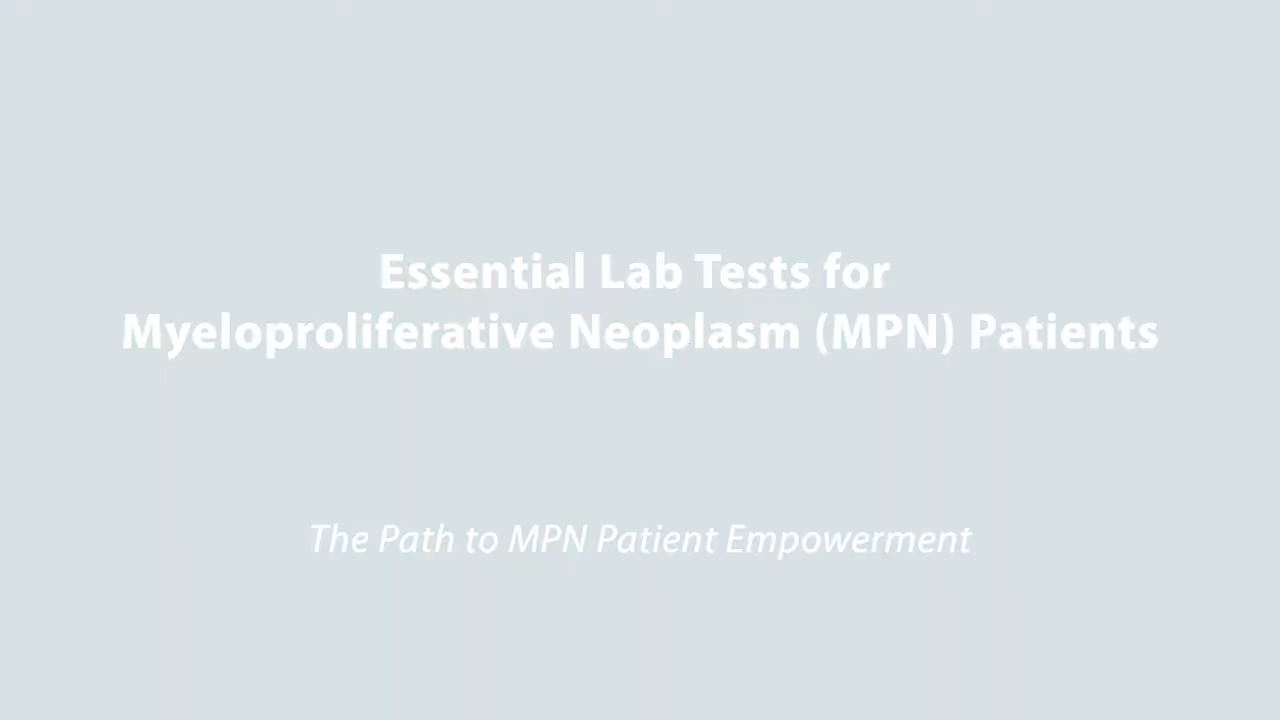 Essential Lab Tests for
Myeloproliferative Neoplasm (MPN) Patients
The Path to MPN Patient Empowerment